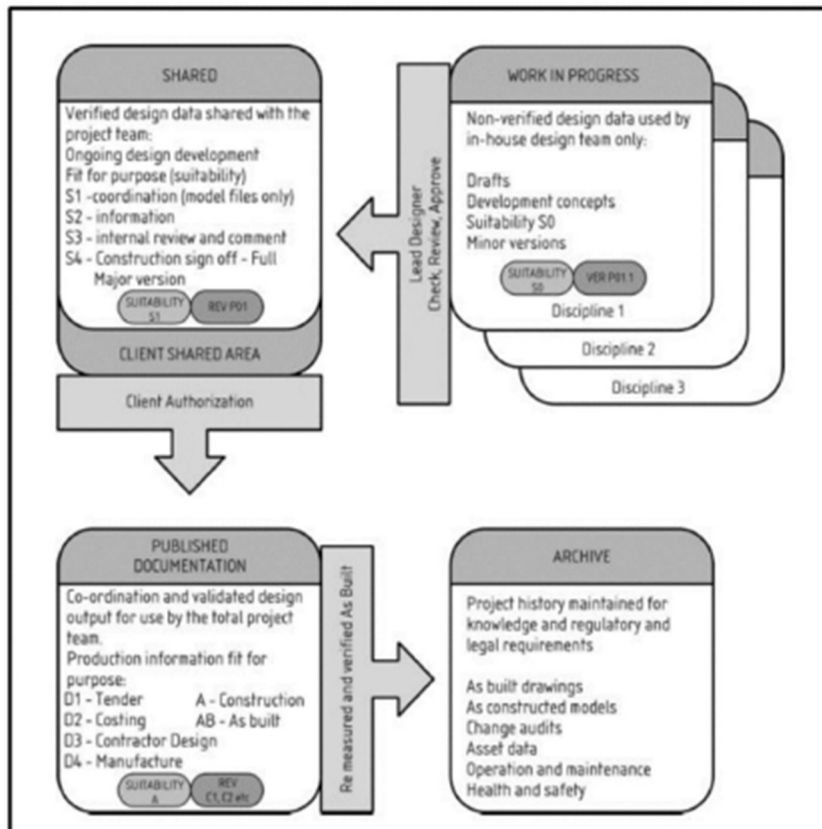 SHARED
Verified design data shared with the
project team:
Ongoing design development
Fit for purpose (suitability)
S1 -coordination (model files only)
S2 - information
S3 - internal review and comment
S4 - Construction sign off - Full
Major version
SUITABILITY
S1
REV P01
CLIENT SHARED AREA
Client Authorization
Lead Designer
Check, Review, Approve
WORK IN PROGRESS
Non-verified design data used by
in-house design team only:
Drafts
Development concepts
Suitability S0
Minor versions
SUITABILITY
S0
VER P01.1
Discipline 1
Discipline 2
Discipline 3
PUBLISHED
DOCUMENTATION
Co-ordination and validated design
output for use by the total project
team.
Production information fit for
purpose:
D1 - Tender A - Construction
D2 - Costing AB - As built
D3 - Contractor Design
D4 - Manufacture
SUITABILITY
A
REV
C1, C2 etc
Re measured and verified As Built
ARCHIVE
Project history maintained for
knowledge and regulatory and
legal requirements
As built drawings
As constructed models
Change audits
Asset data
Operation and maintenance
Health and safety